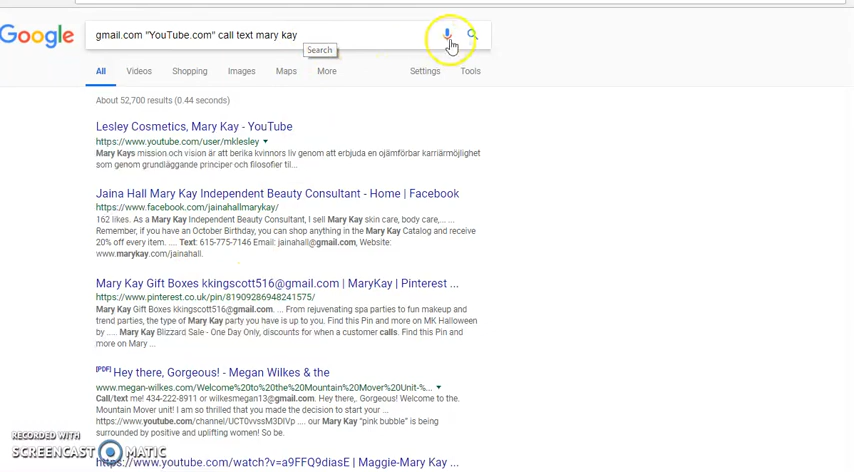 Google
gmail.com "YouTube.com" call text mary kay
Search
All Videos Shopping Images Maps More Settings Tools
About 52,700 results (0.44 seconds)
Lesley Cosmetics, Mary Kay - YouTube
https://www.youtube.com/user/mklesley
Mary Kays mission och vision är att berika kvinnors liv genom att erbjuda en ojämförbar karriärmöjlighet
som genom grundläggande principer och filosofier til...
Jaina Hall Mary Kay Independent Beauty Consultant - Home | Facebook
https://www.facebook.com/jainahallmarykay/
162 likes. As a Mary Kay Independent Beauty Consultant, I sell Mary Kay skin care, body care,... ...
Remember, if you have an October Birthday, you can shop anything in the Mary Kay Catalog and receive
20% off every item. .... Text: 615-775-7146 Email: jainahall@gmail.com, Website:
www.marykay.com/jainahall.
Mary Kay Gift Boxes kkingscott516@gmail.com | MaryKay | Pinterest ...
https://www.pinterest.co.uk/pin/81909286948241575/
Mary Kay Gift Boxes kkingscott516@gmail.com. ... From rejuvenating spa parties to fun makeup and
trend parties, the type of Mary Kay party you have is up to you. Find this Pin and more on MK Halloween
by ..... Mary Kay Blizzard Sale - One Day Only, discounts for when a customer calls. Find this Pin and
more on Mary ...
[PDF] Hey there, Gorgeous! - Megan Wilkes & the
www.megan-wilkes.com/Welcome%20to%20the%20Mountain%20Mover%20Unit-%...
Call/text me! 434-222-8911 or wilkesmegan13@gmail.com. Hey there,. Gorgeous! Welcome to the.
Mountain Mover unit! I am so thrilled that you made the decision to start your ...
https://www.youtube.com/channel/UCT0vvssM3DIVp .... our Mary Kay "pink bubble" is being
surrounded by positive and uplifting women! So be.
RECORDED WITH
SCREENCAST MATIC
https://www.youtube.com/watch?v=a9FFQ9diasE | Maggie-Mary Kay ...